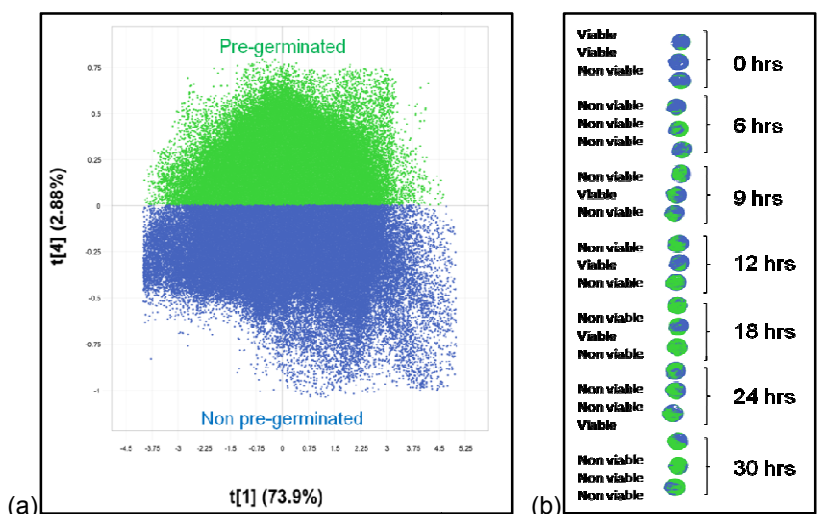 Pre-germinated
0.75
0.5
0.25
0
-0.25
-0.5
-0.75
-1
t[4] (2.88%)
Non pre-germinated
-4.5 -3.75 -3 -2.25 -1.5 -0.75 0 0.75 1.5 2.25 3 3.75 4.5 5.25
t[1] (73.9%)
(a)
Viable
Viable
Non viable
0 hrs
Non viable
Non viable
Non viable
6 hrs
Non viable
Viable
Non viable
9 hrs
Non viable
Viable
Non viable
12 hrs
Non viable
Viable
Non viable
18 hrs
Non viable
Non viable
Viable
24 hrs
Non viable
Non viable
Non viable
30 hrs
(b)